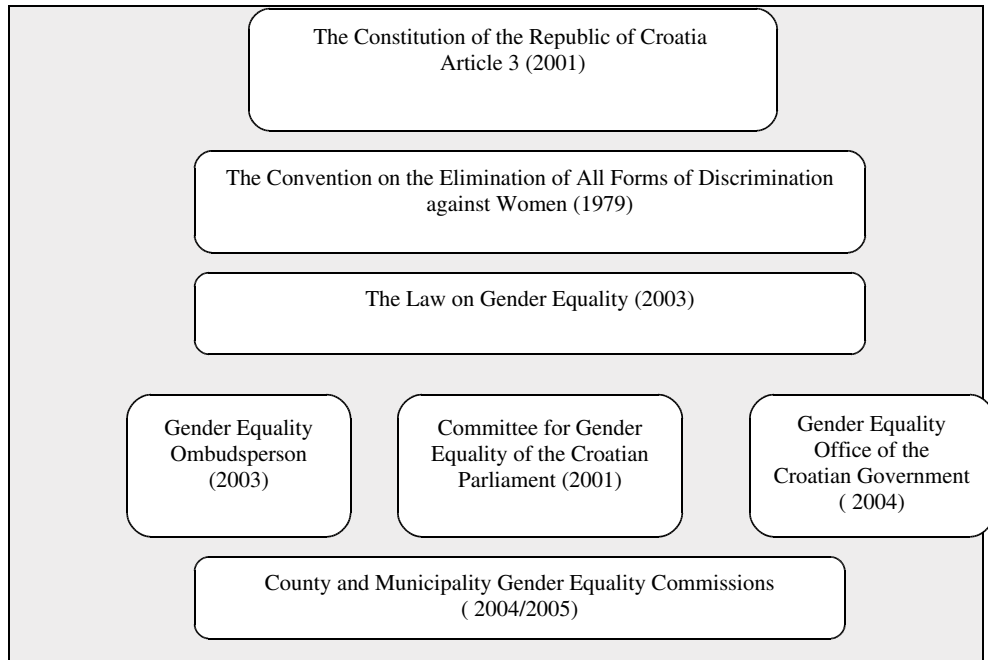 The Constitution of the Republic of Croatia
Article 3 (2001)
The Convention on the Elimination of All Forms of Discrimination
against Women (1979)
The Law on Gender Equality (2003)
Gender Equality
Ombudsperson
(2003)
Committee for Gender
Equality of the Croatian
Parliament (2001)
Gender Equality
Office of the
Croatian Government
( 2004)
County and Municipality Gender Equality Commissions
( 2004/2005)